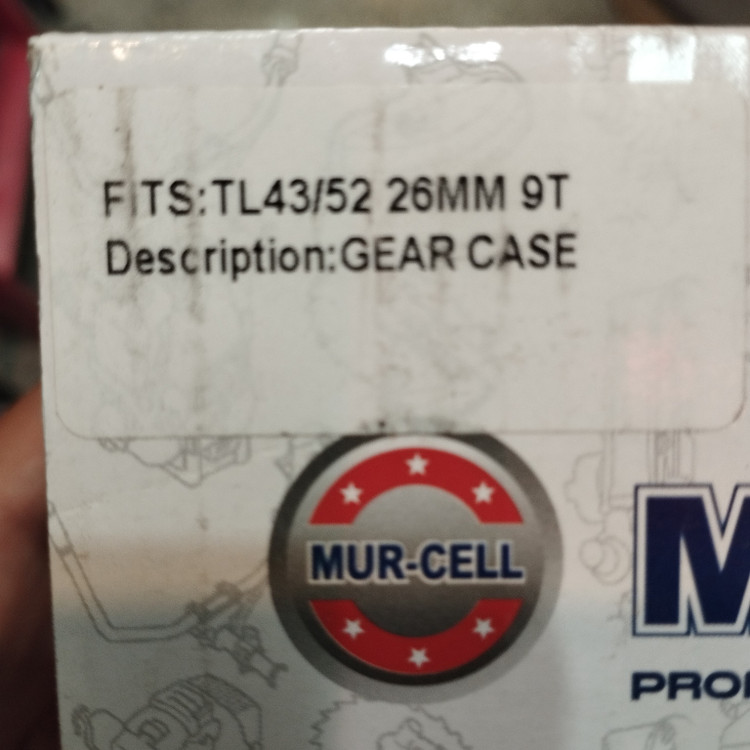 FITS:TL43/52 26MM 9T
Description:GEAR CASE
MUR-CELL